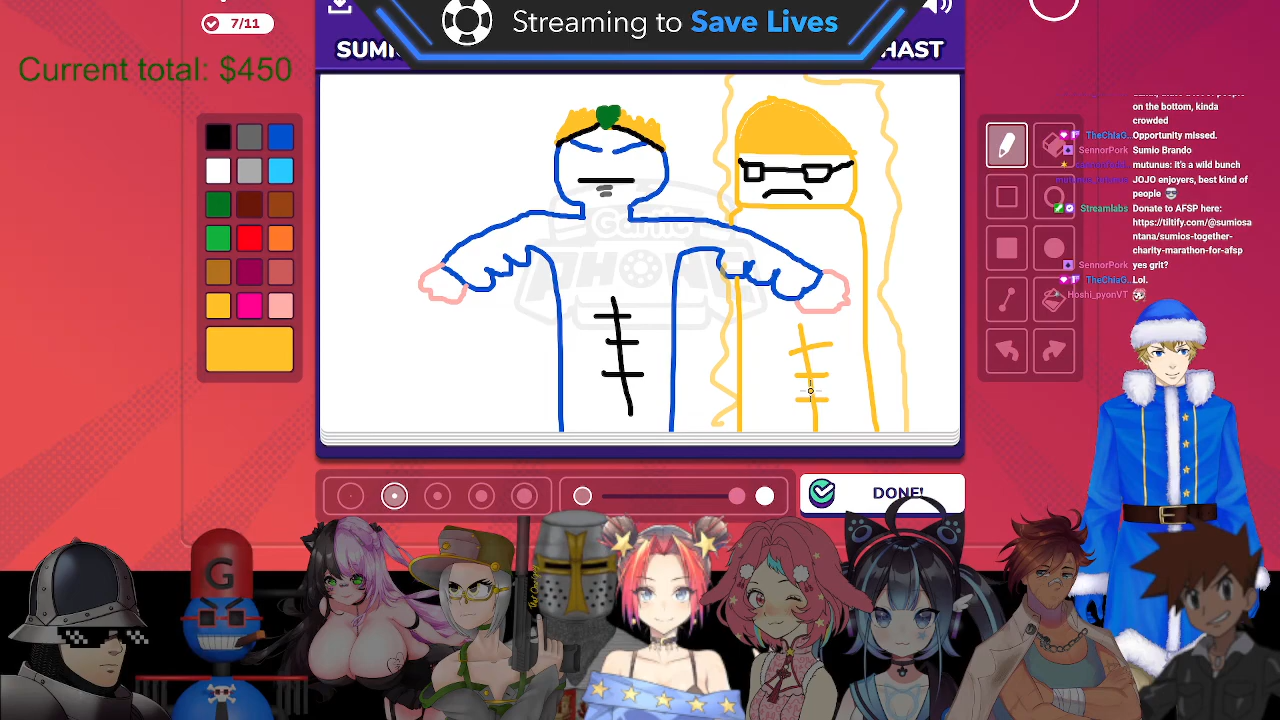 Streaming to Save Lives
7/11
Current total: $450
SUMI
HAST
Gartic
PHONE
on the bottom, kinda
crowded
TheChiaG.. Opportunity missed.
SennorPork Sumio Brando
mutunus: it's a wild bunch
JOJO enjoyers, best kind of
people
Streamlabs Donate to AFSP here:
https://tiltify.com/@sumiosa
ntana/sumios-together-
charity-marathon-for-afsp
SennorPork yes grit?
TheChiaG.. Lol.
Hoshi_pyonVT
DONE!
G